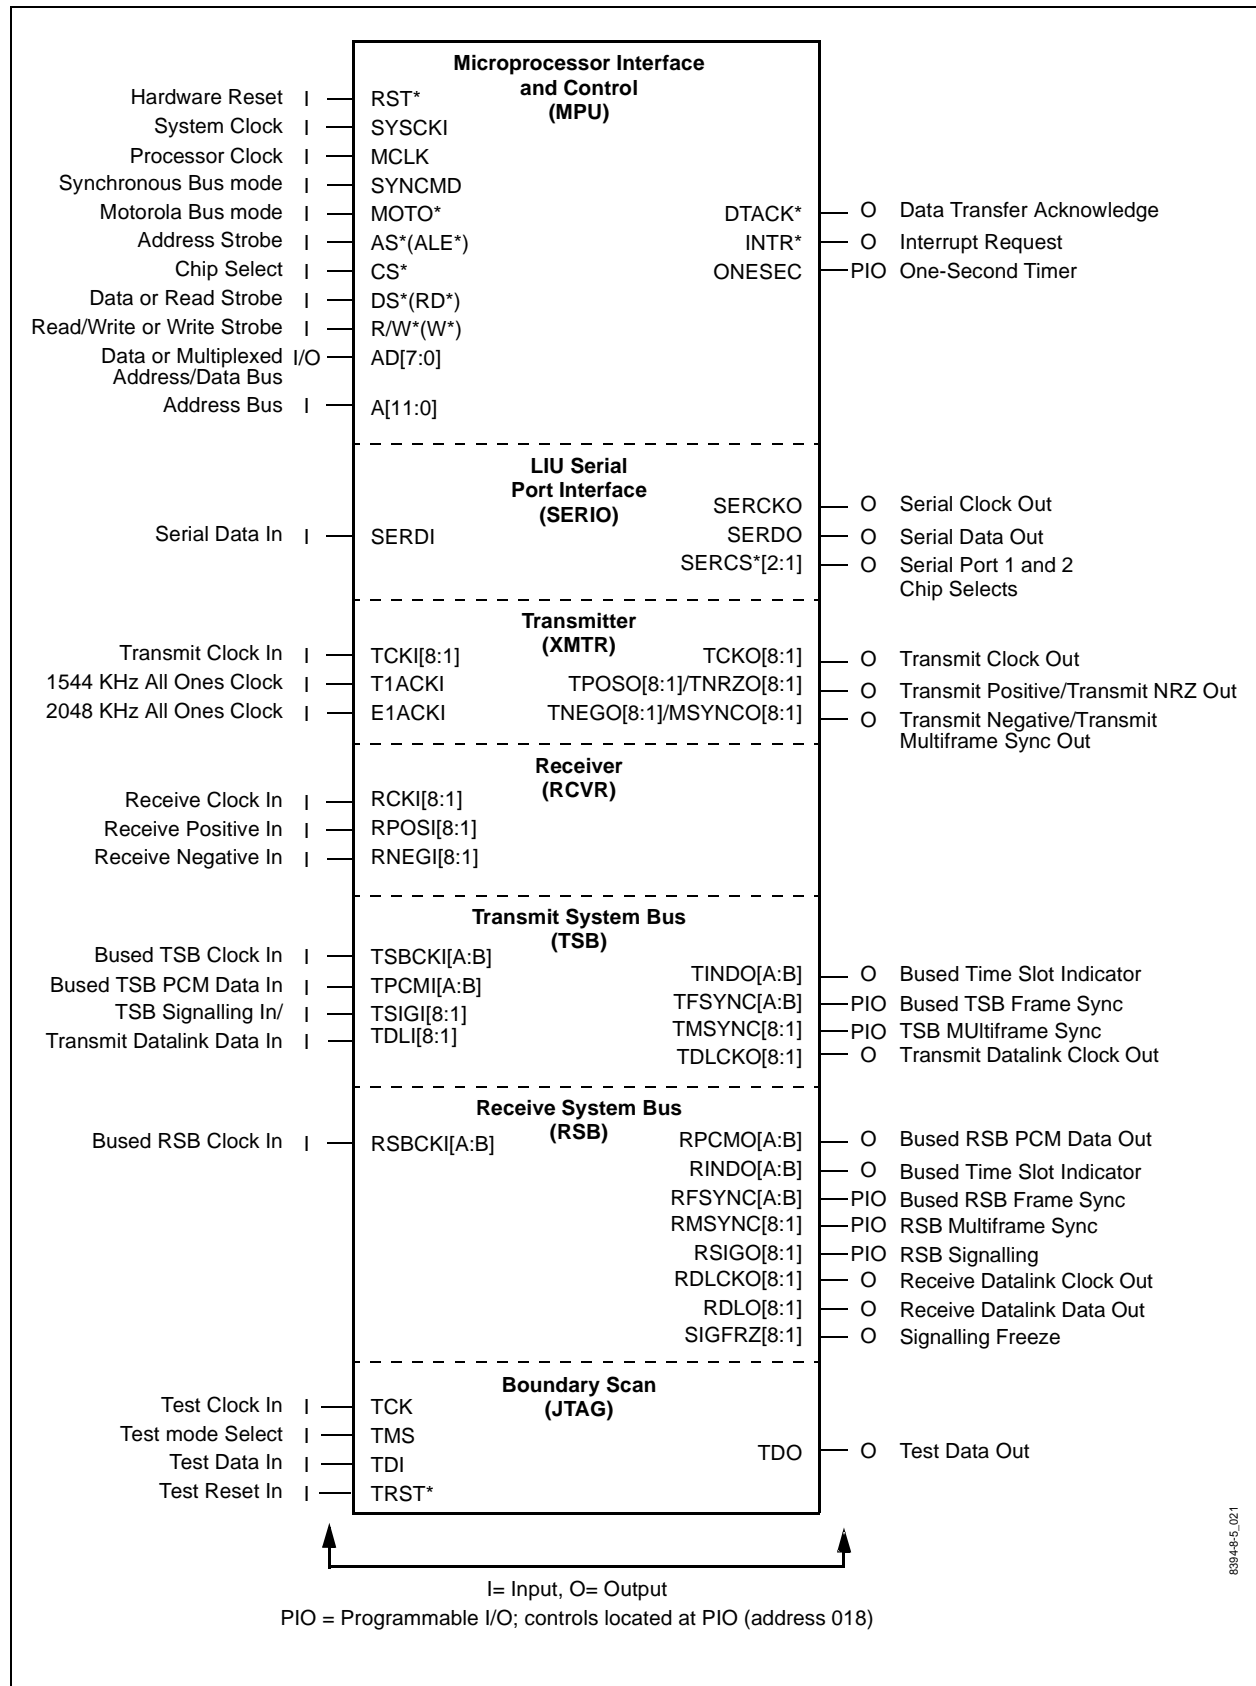 Microprocessor Interface
and Control
(MPU)
Hardware Reset I RST*
System Clock I SYSCKI
Processor Clock I MCLK
Synchronous Bus mode I SYNCMD
Motorola Bus mode I MOTO* DTACK* O Data Transfer Acknowledge
Address Strobe I AS*(ALE*) INTR* O Interrupt Request
Chip Select I CS* ONESEC PIO One-Second Timer
Data or Read Strobe I DS*(RD*)
Read/Write or Write Strobe I R/W*(W*)
Data or Multiplexed I/O AD[7:0]
Address/Data Bus
Address Bus I A[11:0]
LIU Serial
Port Interface
(SERIO)
SERCKO O Serial Clock Out
Serial Data In I SERDI SERDO O Serial Data Out
SERCS*[2:1] O Serial Port 1 and 2
Chip Selects
Transmitter
(XMTR)
Transmit Clock In I TCKI[8:1] TCKO[8:1] O Transmit Clock Out
1544 KHz All Ones Clock I T1ACKI TPOSO[8:1]/TNRZO[8:1] O Transmit Positive/Transmit NRZ Out
2048 KHz All Ones Clock I E1ACKI TNEGO[8:1]/MSYNCO[8:1] O Transmit Negative/Transmit
Multiframe Sync Out
Receiver
(RCVR)
Receive Clock In I RCKI[8:1]
Receive Positive In I RPOSI[8:1]
Receive Negative In I RNEGI[8:1]
Transmit System Bus
(TSB)
Bused TSB Clock In I TSBCKI[A:B] TINDO[A:B] O Bused Time Slot Indicator
Bused TSB PCM Data In I TPCMI[A:B] TFSYNC[A:B] PIO Bused TSB Frame Sync
TSB Signalling In/ I TSIGI[8:1] TMSYNC[8:1] PIO TSB MUltiframe Sync
Transmit Datalink Data In I TDLI[8:1] TDLCKO[8:1] O Transmit Datalink Clock Out
Receive System Bus
(RSB)
Bused RSB Clock In I RSBCKI[A:B] RPCMO[A:B] O Bused RSB PCM Data Out
RINDO[A:B] O Bused Time Slot Indicator
RFSYNC[A:B] PIO Bused RSB Frame Sync
RMSYNC[8:1] PIO RSB Multiframe Sync
RSIGO[8:1] PIO RSB Signalling
RDLCKO[8:1] O Receive Datalink Clock Out
RDLO[8:1] O Receive Datalink Data Out
SIGFRZ[8:1] O Signalling Freeze
Boundary Scan
(JTAG)
Test Clock In I TCK
Test mode Select I TMS
Test Data In I TDI TDO O Test Data Out
Test Reset In I TRST*
I= Input, O= Output
PIO = Programmable I/O; controls located at PIO (address 018)
8394-8-5_021